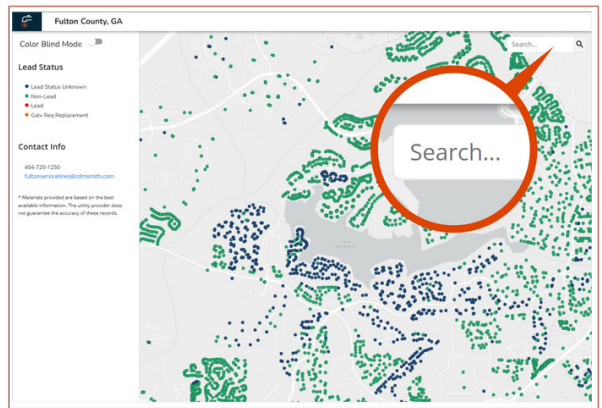 Fulton County, GA
Color Blind Mode
Search...
Lead Status
Lead Status Unknown
Non-Lead
Lead
Galv Req Replacement
Search...
Contact Info
404-720-1250
fultonservicelines@cdmsmith.com
* Materials provided are based on the best
available information. The utility provider does
not guarantee the accuracy of these records.